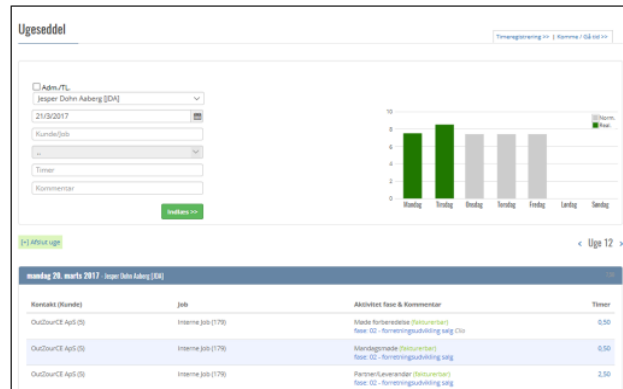 Ugeseddel
Timeregistrering >> | Komme / Gå tid >>
Adm./TL.
Jesper Dohn Aaberg [JDA]
21/3/2017
Kunde/Job
..
Timer
Kommentar
Indlæs >>
10
8
6
4
2
0
Norm.
Real.
Mandag Tirsdag Onsdag Torsdag Fredag Lørdag Søndag
[+] Afslut uge
< Uge 12 >
mandag 20. marts 2017 - Jesper Dohn Aaberg [JDA]
Kontakt (Kunde) Job Aktivitet fase & Kommentar Timer
OutZourCE ApS (5) Interne Job (179) Møde forberedelse (fakturerbar) 0,50
fase: 02 - forretningsudvikling salg
OutZourCE ApS (5) Interne Job (179) Mandagsmøde (fakturerbar) 0,50
fase: 02 - forretningsudvikling salg
OutZourCE ApS (5) Interne Job (179) Partner/Leverandør (fakturerbar) 2,50
fase: 02 - forretningsudvikling salg